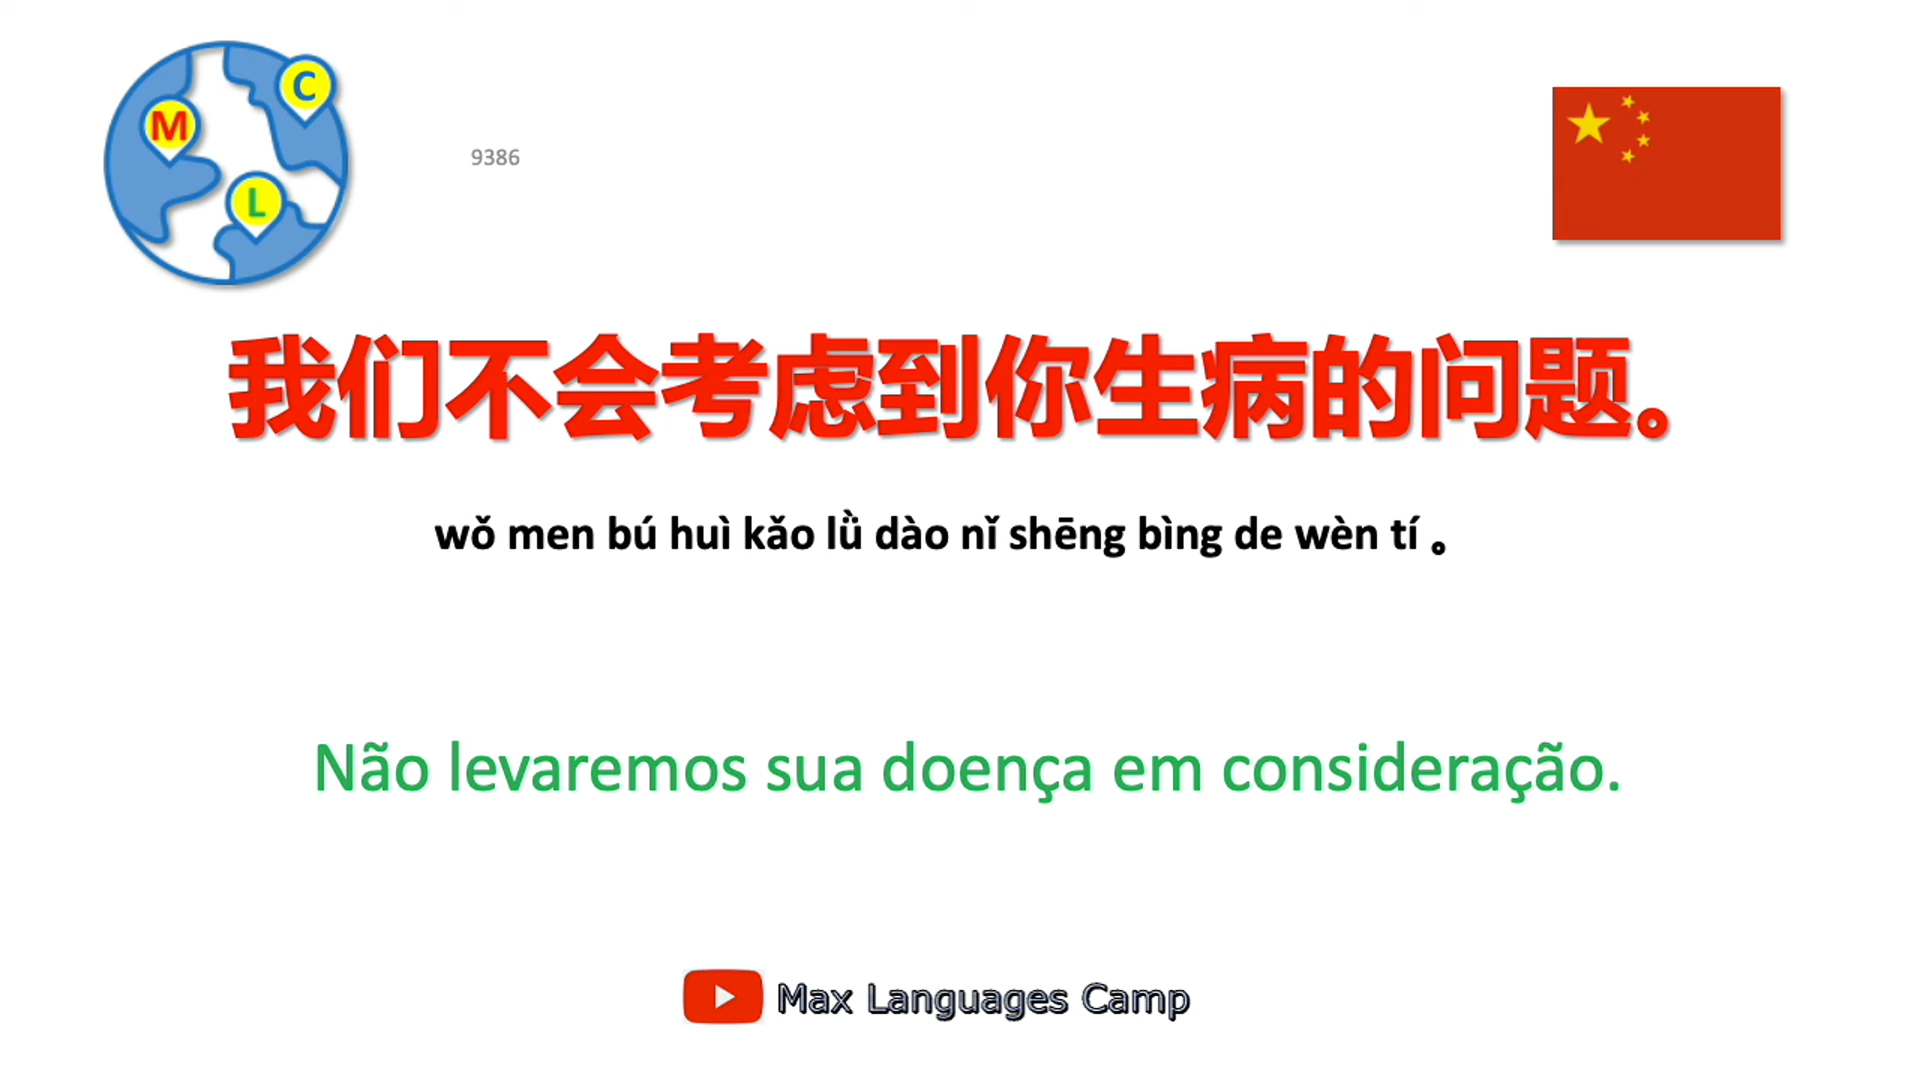 C
M
L
9386
我们不会考虑到你生病的问题。
wǒ men bú huì kǎo lǜ dào nǐ shēng bìng de wèn tí 。
Não levaremos sua doença em consideração.
Max Languages Camp